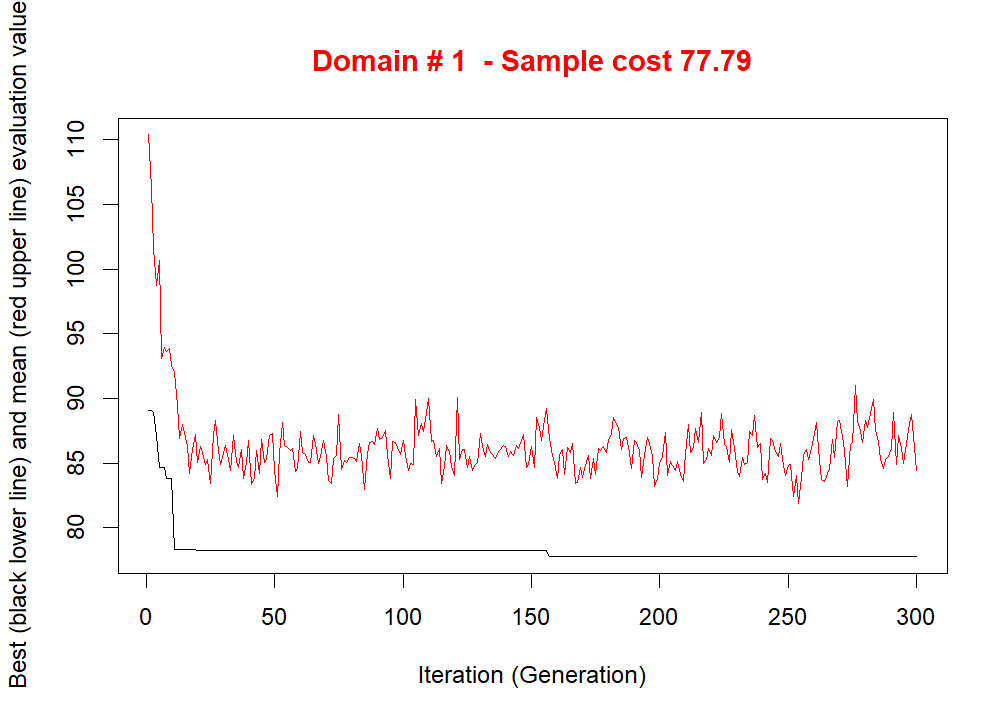 Domain # 1  - Sample cost 77.79
Best (black lower line) and mean (red upper line) evaluation value
110
105
100
95
90
85
80
0 50 100 150 200 250 300
Iteration (Generation)